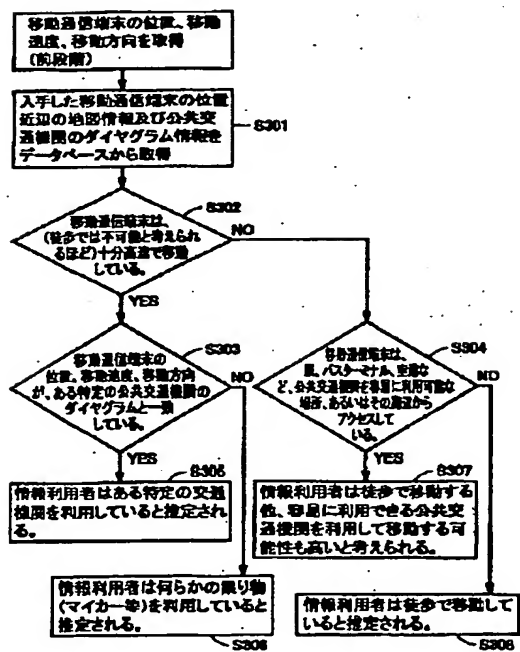 移動通信端末の位置、移動
速度、移動方向を取得
(前段階)
入手した移動通信端末の位置
近辺の地図情報及び公共交
通機関のダイヤグラム情報を
データベースから取得
S301
S302
移動通信端末は、
(徒歩では不可能と考えられ
るほど)十分高速で移動
している。
NO
YES
S303
移動通信端末の
位置、移動速度、移動方向
が、ある特定の公共交通機関の
ダイヤグラムと一致
している。
NO
YES
S304
移動通信端末は、
駅、バスターミナル、空港な
ど、公共交通機関を容易に利用可能な
場所、あるいはその周辺から
アクセスして
いる。
NO
YES
S305
情報利用者はある特定の交通
機関を利用していると推定され
る。
S307
情報利用者は徒歩で移動する
他、容易に利用できる公共交
通機関を利用して移動する可
能性も高いと考えられる。
情報利用者は何らかの乗り物
(マイカー等)を利用していると
推定される。
S306
情報利用者は徒歩で移動して
いると推定される。
S308